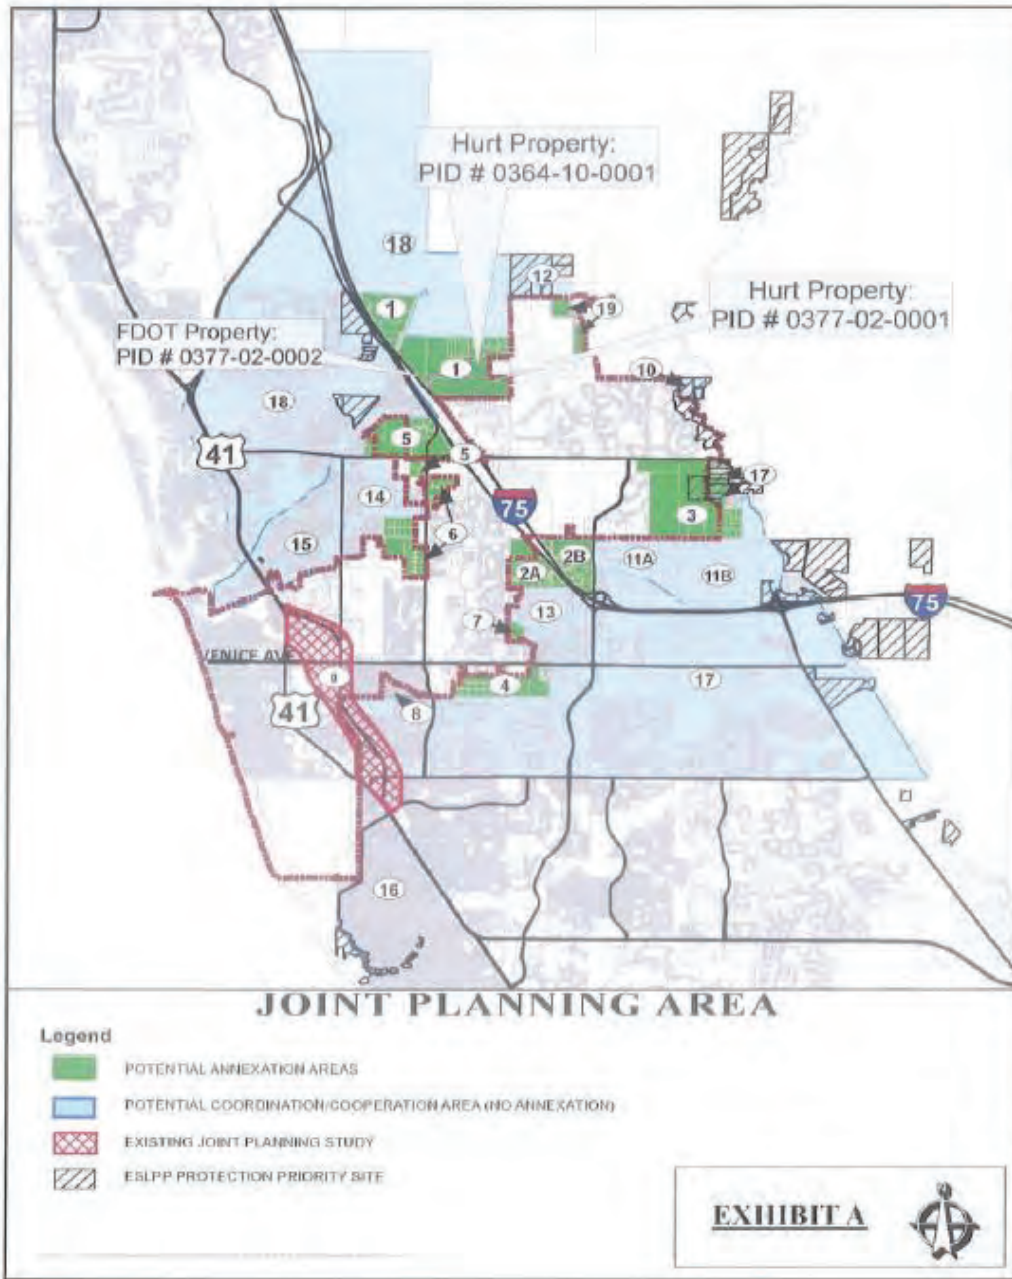 Hurt Property:
PID # 0364-10-0001
18
12
1
19
Hurt Property:
PID # 0377-02-0001
FDOT Property:
PID # 0377-02-0002
1
10
18
5
41
5
17
14
75
3
6
15
2B
11A
2A
11B
75
13
7
VENICE AVE
9
4
17
41
8
16
JOINT PLANNING AREA
Legend
POTENTIAL ANNEXATION AREAS
POTENTIAL COORDINATION/COOPERATION AREA (NO ANNEXATION)
EXISTING JOINT PLANNING STUDY
ESLPP PROTECTION PRIORITY SITE
EXHIBIT A